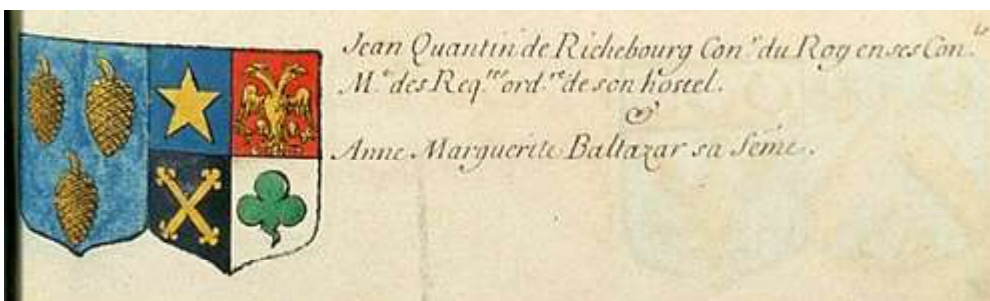 Jean Quantin de Richebourg Con.r du Roy en ses Con.ls
M.e des Req.tes ord.re de son hostel.
&
Anne Marguerite Baltazar sa feme.